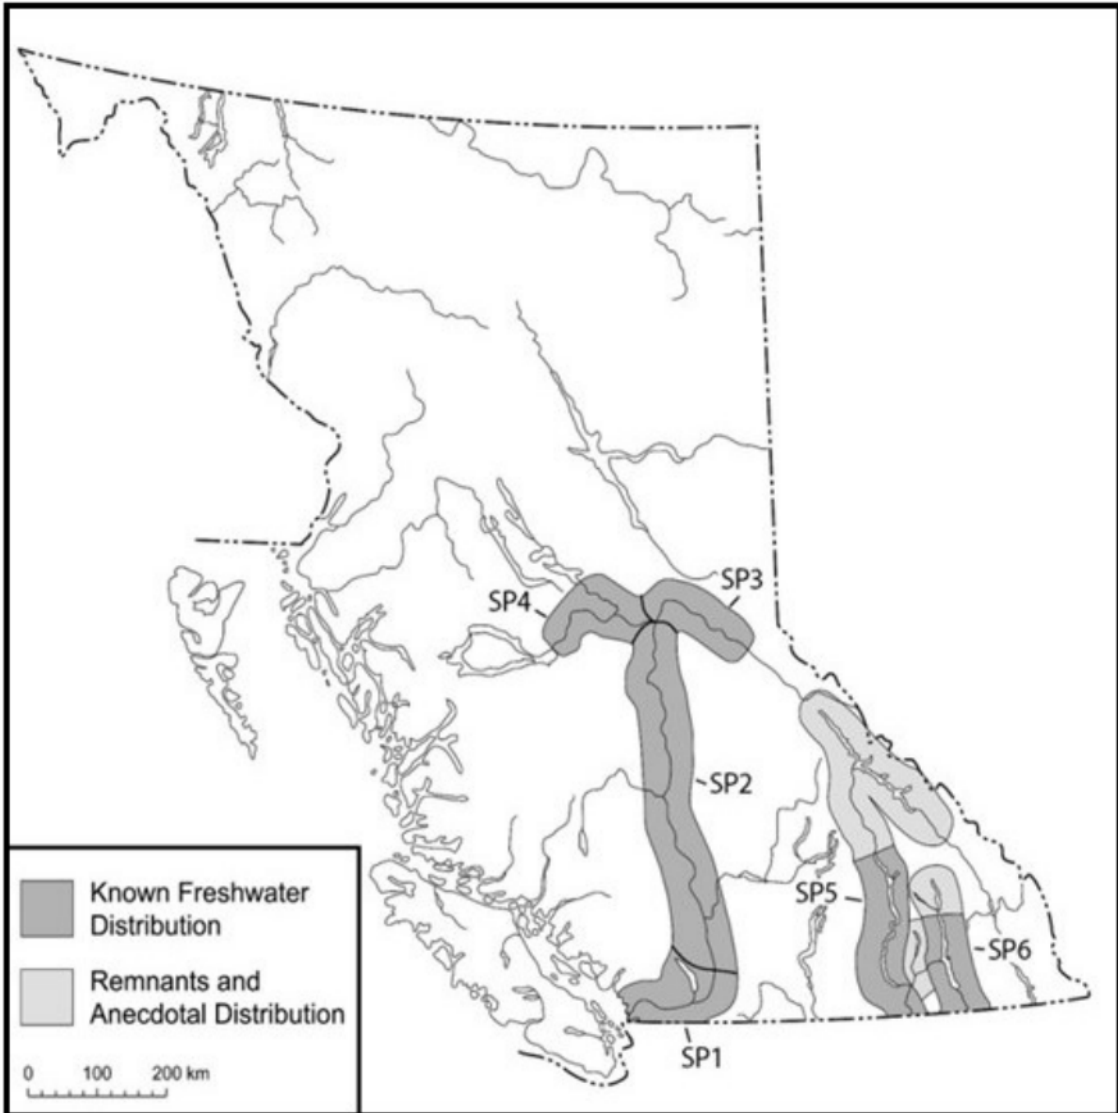 SP3
SP4
SP2
SP5
SP6
SP1
Known Freshwater
Distribution
Remnants and
Anecdotal Distribution
0 100 200 km